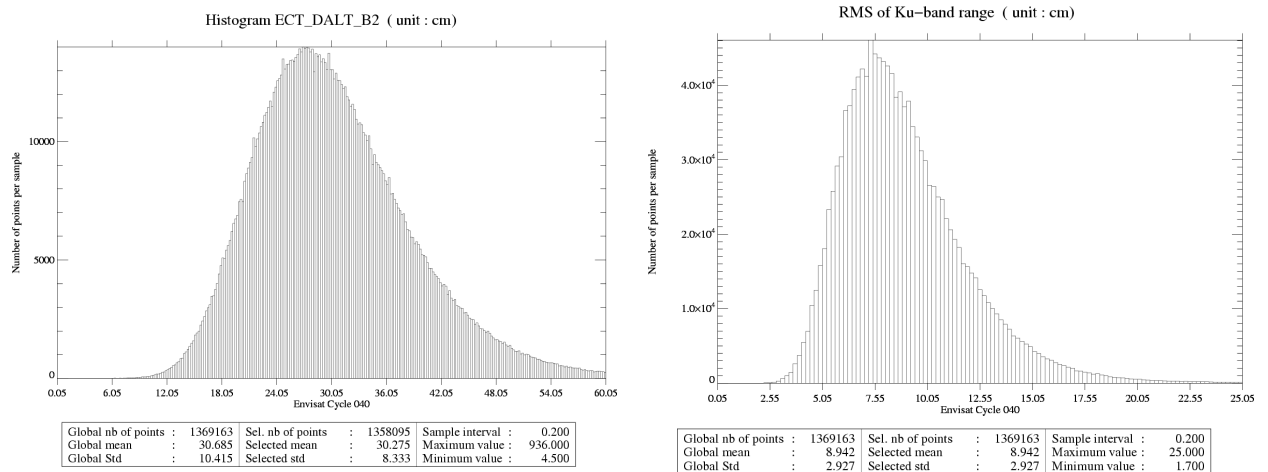 Histogram ECT_DALT_B2 ( unit : cm)
Number of points per sample
10000
5000
0
0.05 6.05 12.05 18.05 24.05 30.05 36.05 42.05 48.05 54.05 60.05
Envisat Cycle 040
Global nb of points : 1369163 Sel. nb of points : 1358095 Sample interval : 0.200
Global mean : 30.685 Selected mean : 30.275 Maximum value : 936.000
Global Std : 10.415 Selected std : 8.333 Minimum value : 4.500
RMS of Ku−band range ( unit : cm)
Number of points per sample
4.0×10⁴
3.0×10⁴
2.0×10⁴
1.0×10⁴
0
0.05 2.55 5.05 7.55 10.05 12.55 15.05 17.55 20.05 22.55 25.05
Envisat Cycle 040
Global nb of points : 1369163 Sel. nb of points : 1369163 Sample interval : 0.200
Global mean : 8.942 Selected mean : 8.942 Maximum value : 25.000
Global Std : 2.927 Selected std : 2.927 Minimum value : 1.700